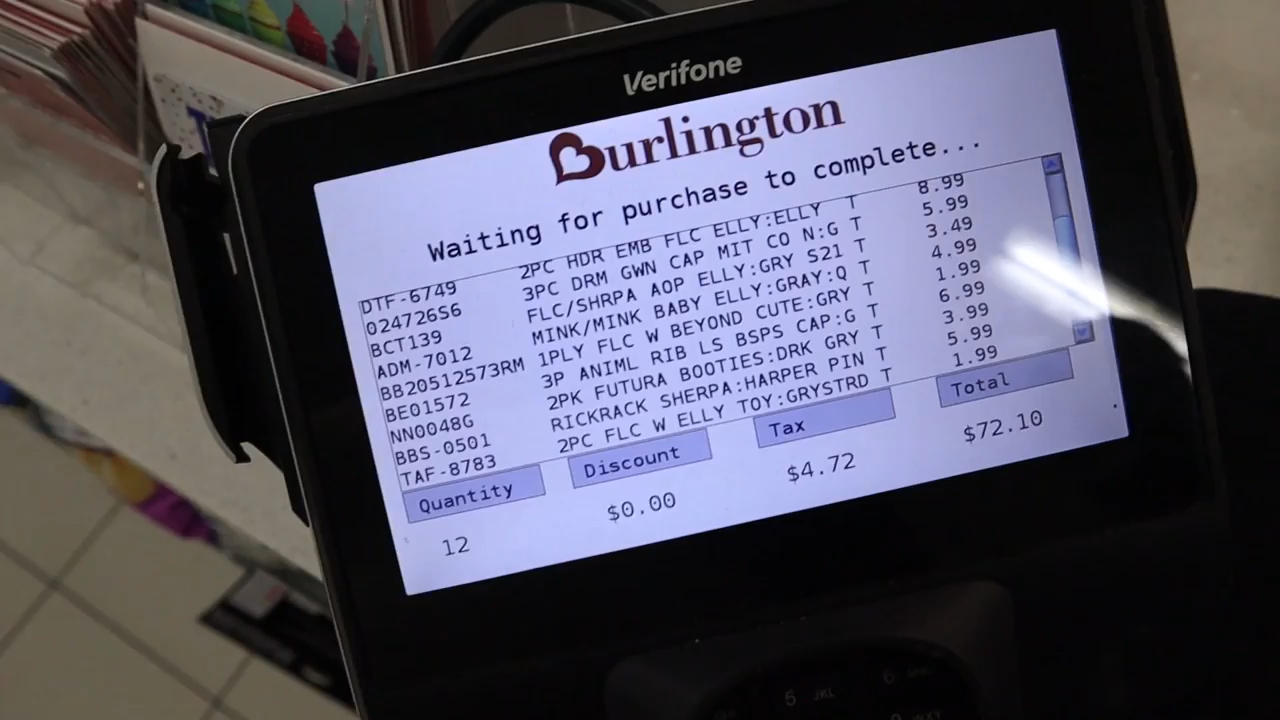 Verifone
Burlington
Waiting for purchase to complete...
DTF-6749 2PC HDR EMB FLC ELLY:ELLY T 8.99
024726S6 3PC DRM GWN CAP MIT CO N:G T 5.99
BCT139 FLC/SHRPA AOP ELLY:GRY S21 T 3.49
ADM-7012 MINK/MINK BABY ELLY:GRAY:Q T 4.99
BB20512573RM 1PLY FLC W BEYOND CUTE:GRY T 1.99
BE01572 3P ANIML RIB LS BSPS CAP:G T 6.99
NN0048G 2PK FUTURA BOOTIES:DRK GRY T 3.99
BBS-0501 RICKRACK SHERPA:HARPER PIN T 5.99
TAF-8783 2PC FLC W ELLY TOY:GRYSTRD T 1.99
Quantity Discount Tax Total
12 $0.00 $4.72 $72.10
5 JKL 6